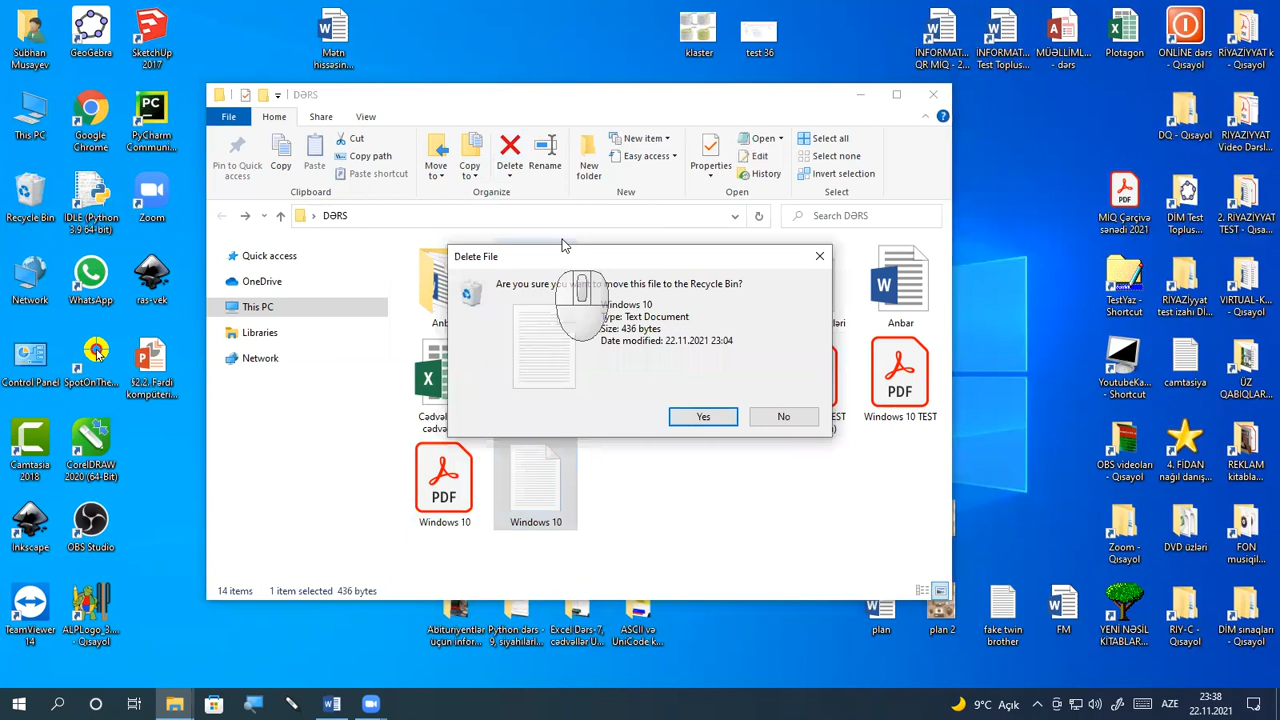 Sübhan
Musayev
GeoGebra
SketchUp
2017
Mətn
hissəsin...
klaster
test 36
INFORMAT...
QR MIQ - 2...
INFORMAT...
Test Toplus...
MÜƏLLİML...
- dərs
Plotagon
ONLİNE dərs
- Qısayol
RİYAZİYYAT k
- Qısayol
This PC
Google
Chrome
PyCharm
Communi...
DQ - Qısayol
RİYAZİYYAT
Video Dərsl...
Recycle Bin
IDLE (Python
3.9 64-bit)
Zoom
MIQ Çərçivə
sənədi 2021
DİM Test
Toplus...
2. RİYAZİYYAT
TEST - Qısayol
Network
WhatsApp
ras-vek
TestYaz -
Shortcut
RİYAZİyyat
test izahı Dİ...
VIRTUAL-K...
- Qısayol
Control Panel
SpotOnThe...
§2.2. Fərdi
kompüteri...
YoutubeKa...
- Shortcut
camtasiya
ÜZ
QABIQLAR...
Camtasia
2018
CorelDRAW
2020 (64-Bit)
OBS videoları
- Qısayol
4. FİDAN
nağıl danış...
REKLAM
kitabla...
Inkscape
OBS Studio
Zoom -
Qısayol
DVD üzləri
FON
musiqil...
TeamViewer
14
ALPLogo_3...
- Qısayol
Abituriyentlər
üçün infor...
Python dərs -
9, siyahıları...
Excel Dərs-7,
cədvəllər Ü...
ASCII və
UniCode k...
plan
plan 2
fake twin
brother
FM
YENİ NƏSİL
KİTABLAR - Qısayol
RIY-C -
Qısayol
DİM sınaqları
- Qısayol
DƏRS
File
Home
Share
View
Pin to Quick
access
Copy
Paste
Cut
Copy path
Paste shortcut
Clipboard
Move
to
Copy
to
Delete
Rename
Organize
New
folder
New item
Easy access
New
Properties
Open
Edit
History
Open
Select all
Select none
Invert selection
Select
DƏRS
Search DƏRS
Quick access
OneDrive
This PC
Libraries
Network
Anbar
PDF
Windows 10 TEST
PDF
Windows 10
Windows 10
Delete File
Are you sure you want to move this file to the Recycle Bin?
Windows 10
Type: Text Document
Size: 436 bytes
Date modified: 22.11.2021 23:04
Yes
No
14 items
1 item selected 436 bytes
9°C Açık
AZE
23:38
22.11.2021